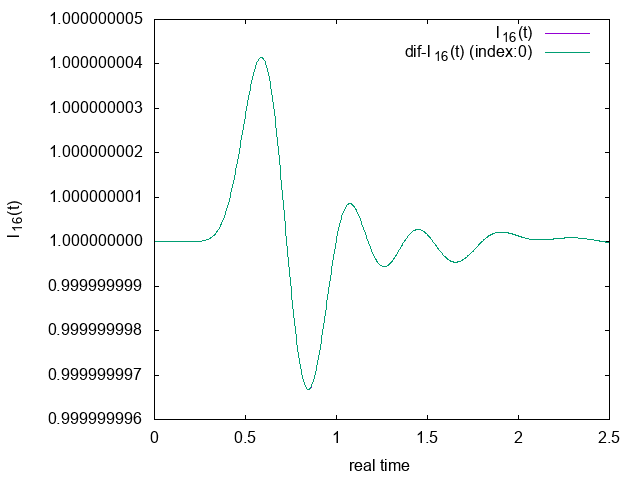 1.000000005
1.000000004
1.000000003
1.000000002
1.000000001
1.000000000
0.999999999
0.999999998
0.999999997
0.999999996
I16(t)
I16(t)
dif-I16(t) (index:0)
0 0.5 1 1.5 2 2.5
real time